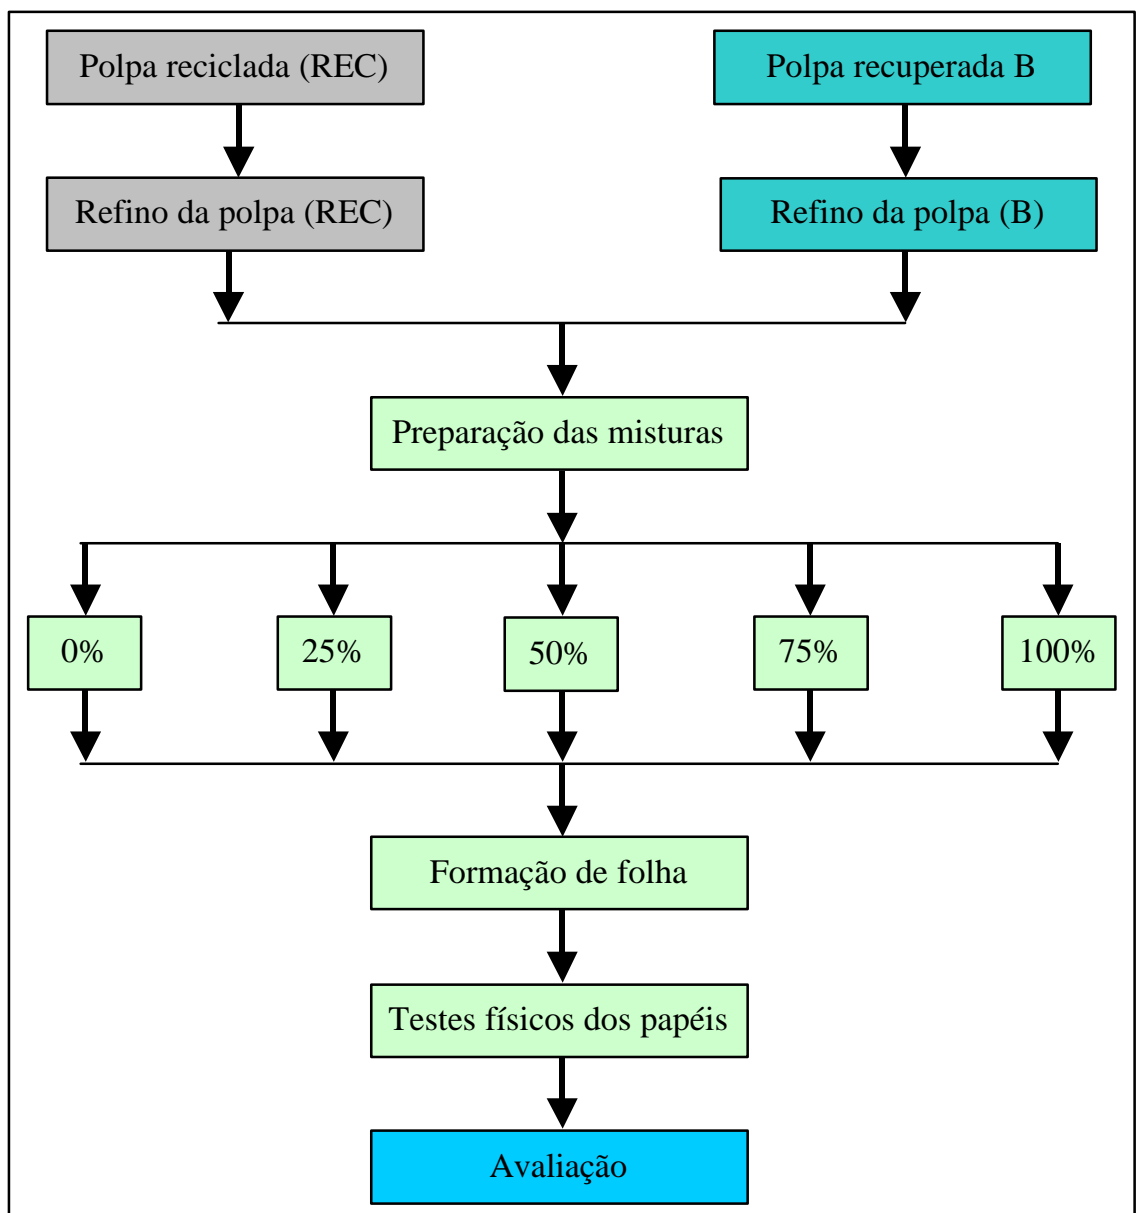 Polpa reciclada (REC)
Polpa recuperada B
Refino da polpa (REC)
Refino da polpa (B)
Preparação das misturas
0%
25%
50%
75%
100%
Formação de folha
Testes físicos dos papéis
Avaliação